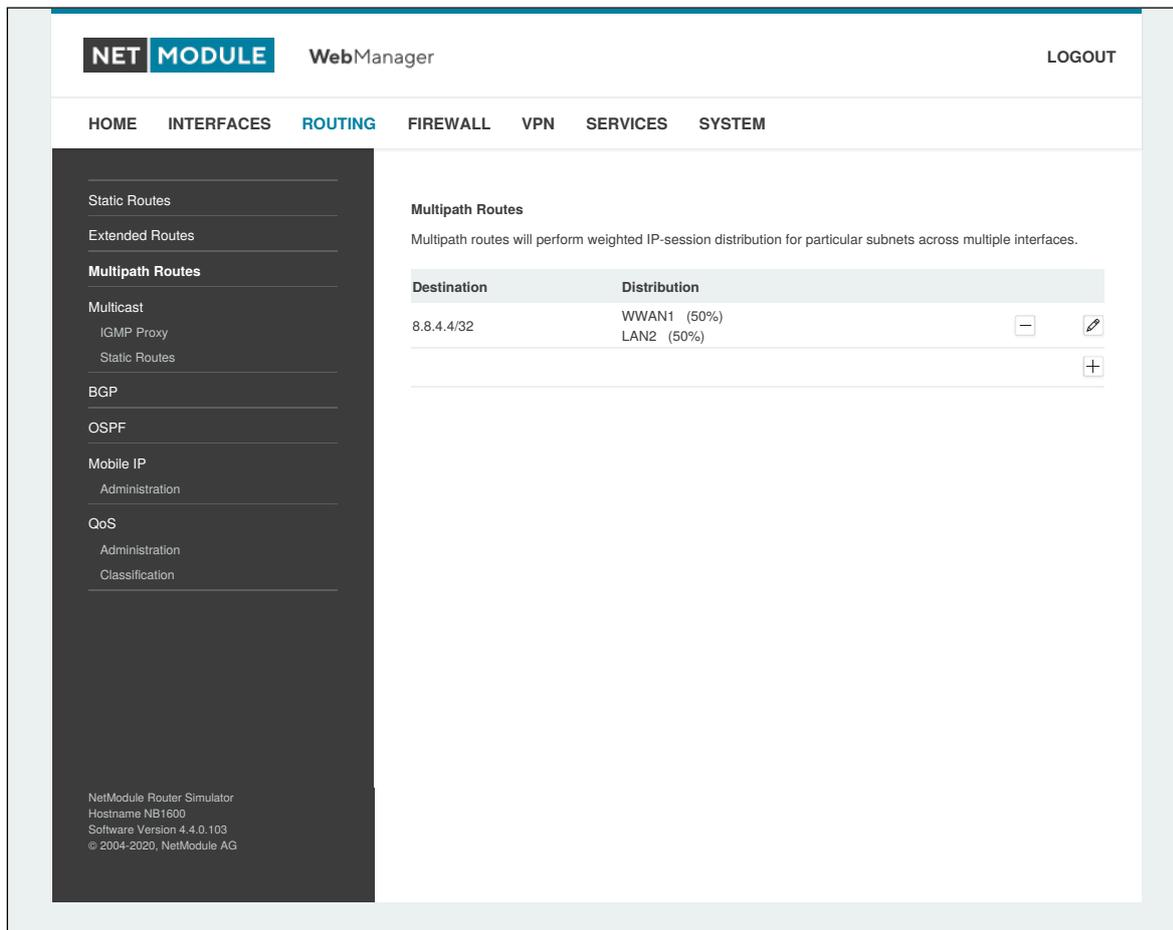 NET MODULE WebManager LOGOUT
HOME INTERFACES ROUTING FIREWALL VPN SERVICES SYSTEM
Static Routes
Extended Routes
Multipath Routes
Multicast
IGMP Proxy
Static Routes
BGP
OSPF
Mobile IP
Administration
QoS
Administration
Classification
NetModule Router Simulator
Hostname NB1600
Software Version 4.4.0.103
© 2004-2020, NetModule AG
Multipath Routes
Multipath routes will perform weighted IP-session distribution for particular subnets across multiple interfaces.
Destination Distribution
8.8.4.4/32
WWAN1 (50%)
LAN2 (50%)